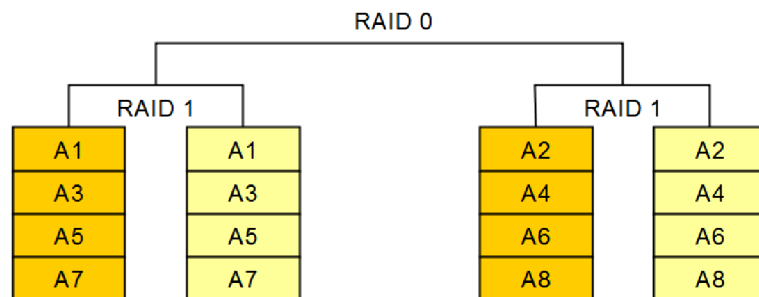 RAID 0
RAID 1 RAID 1
A1 A1 A2 A2
A3 A3 A4 A4
A5 A5 A6 A6
A7 A7 A8 A8